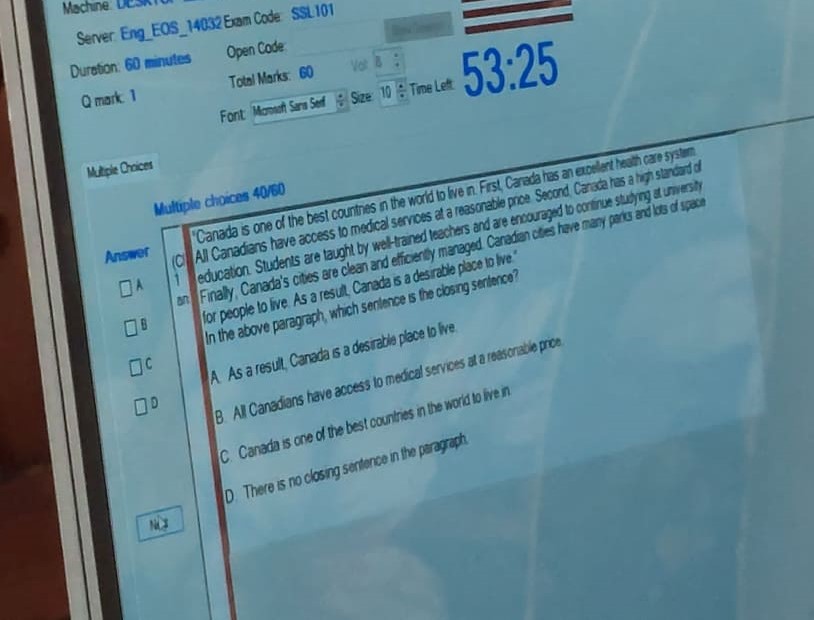 Machine:
Server: Eng_EOS_14032 Exam Code: SSL101
Duration: 60 minutes Open Code:
Q mark: 1 Total Marks: 60 Vol: 8
Font: Microsoft Sans Serif Size: 10 Time Left: 53:25
Multiple Choices
Multiple choices 40/60
Answer
A
B
C
D
"Canada is one of the best countries in the world to live in. First, Canada has an excellent health care system.
All Canadians have access to medical services at a reasonable price. Second, Canada has a high standard of
education. Students are taught by well-trained teachers and are encouraged to continue studying at university.
Finally, Canada's cities are clean and efficiently managed. Canadian cities have many parks and lots of space
for people to live. As a result, Canada is a desirable place to live."
In the above paragraph, which sentence is the closing sentence?
A. As a result, Canada is a desirable place to live.
B. All Canadians have access to medical services at a reasonable price.
C. Canada is one of the best countries in the world to live in.
D. There is no closing sentence in the paragraph.
Next